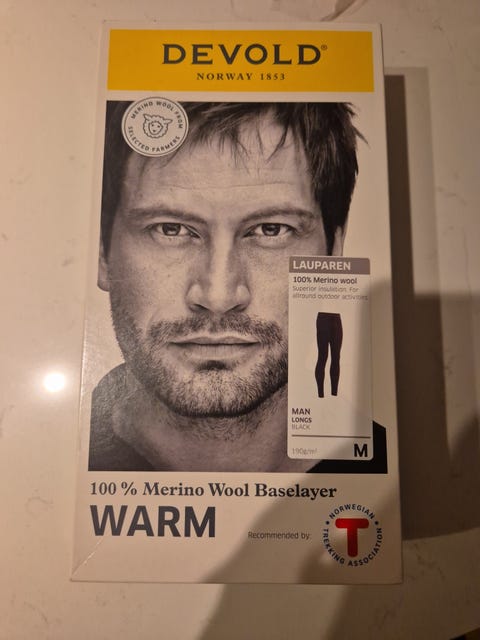 DEVOLD®
NORWAY 1853
MERINO WOOL FROM
SELECTED FARMERS
LAUPAREN
100% Merino wool
Superior insulation. For
allround outdoor activities
MAN
LONGS
BLACK
190g/m²
M
100 % Merino Wool Baselayer
WARM
Recommended by:
NORWEGIAN
T
TREKKING ASSOCIATION